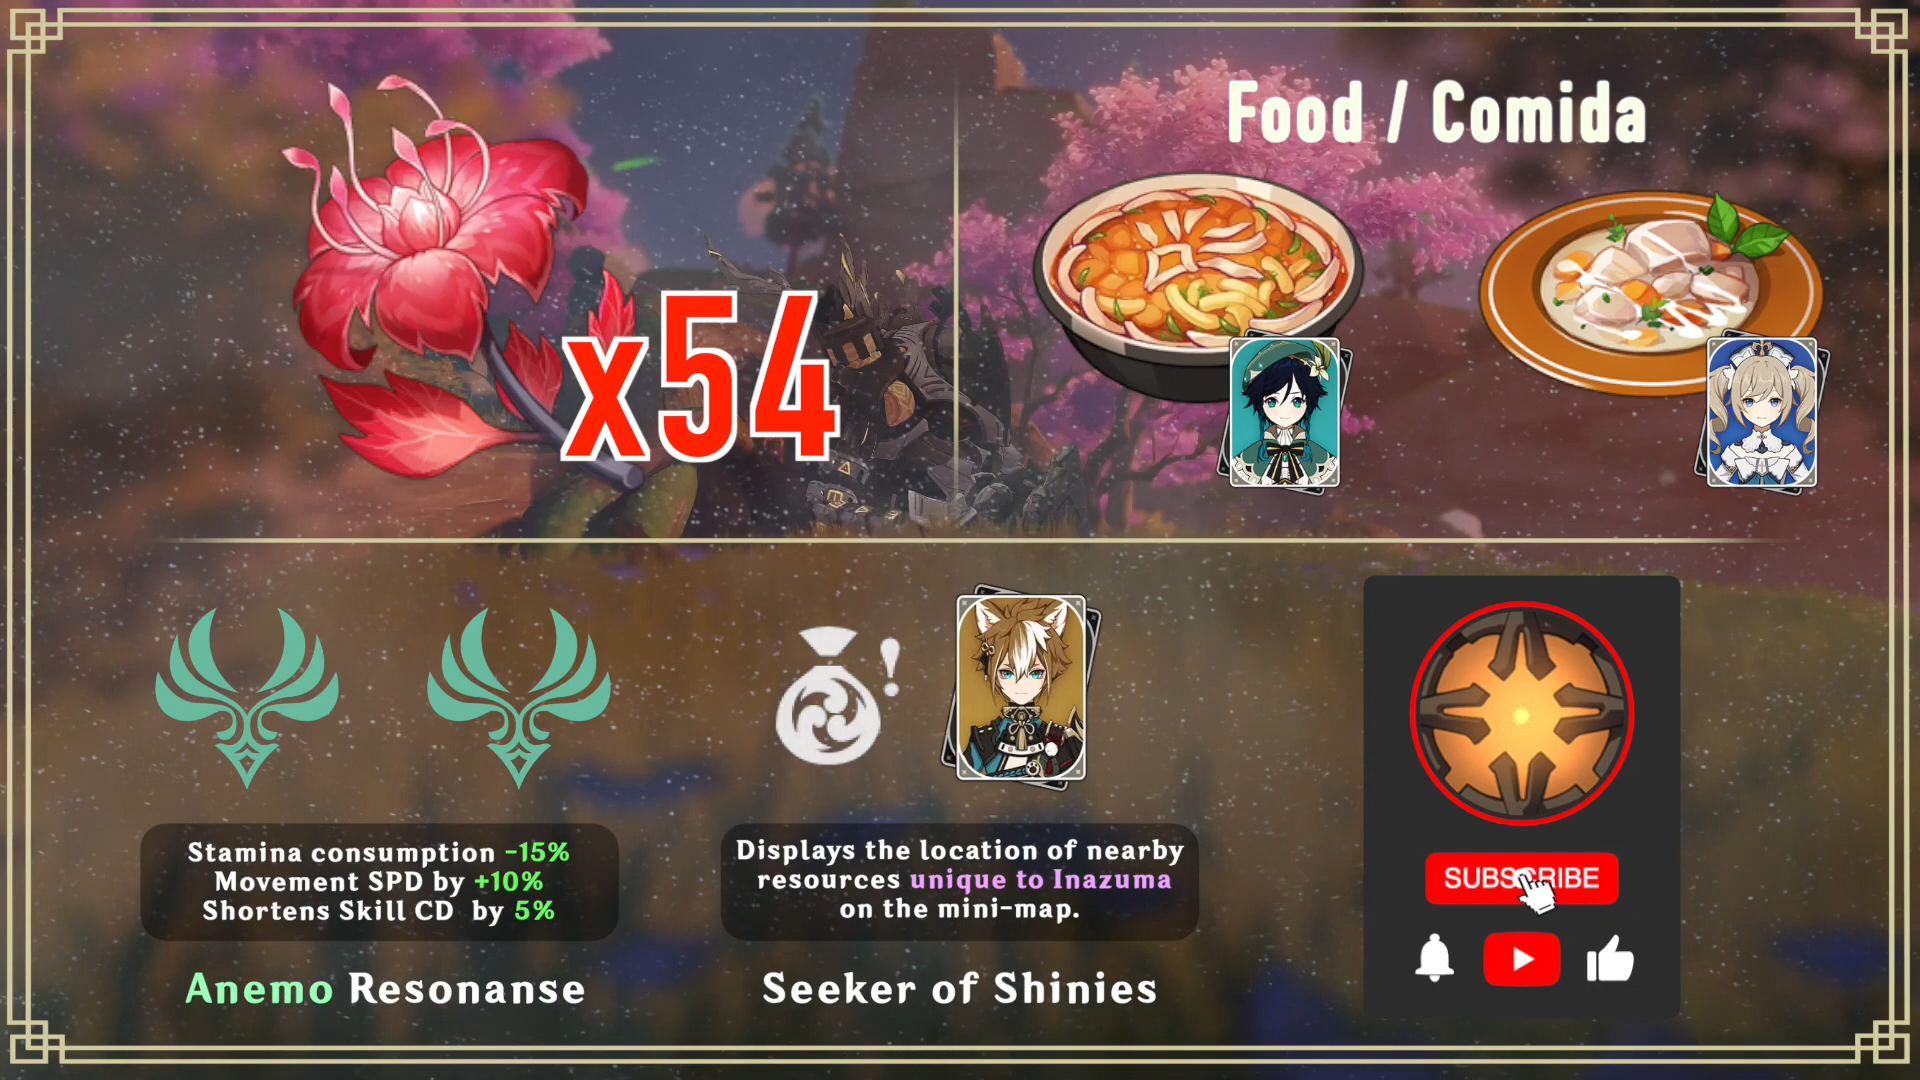 Food / Comida
x54
Stamina consumption -15%
Movement SPD by +10%
Shortens Skill CD by 5%
Anemo Resonanse
Displays the location of nearby
resources unique to Inazuma
on the mini-map.
Seeker of Shinies
SUBSCRIBE